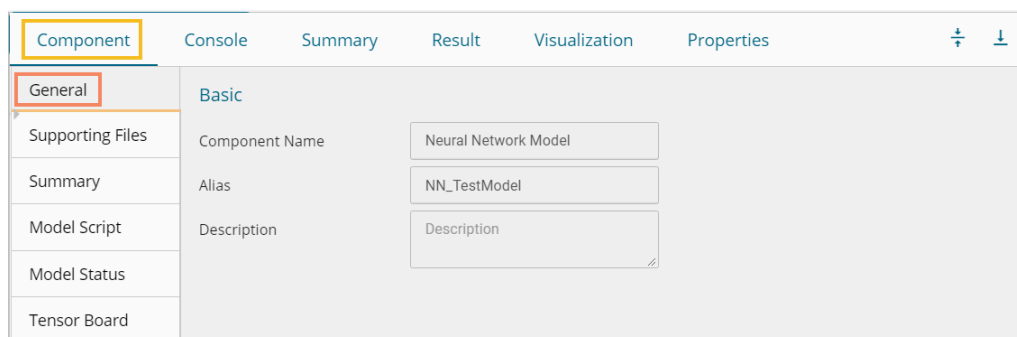 Component Console Summary Result Visualization Properties
General
Supporting Files
Summary
Model Script
Model Status
Tensor Board
Basic
Component Name Neural Network Model
Alias NN_TestModel
Description Description